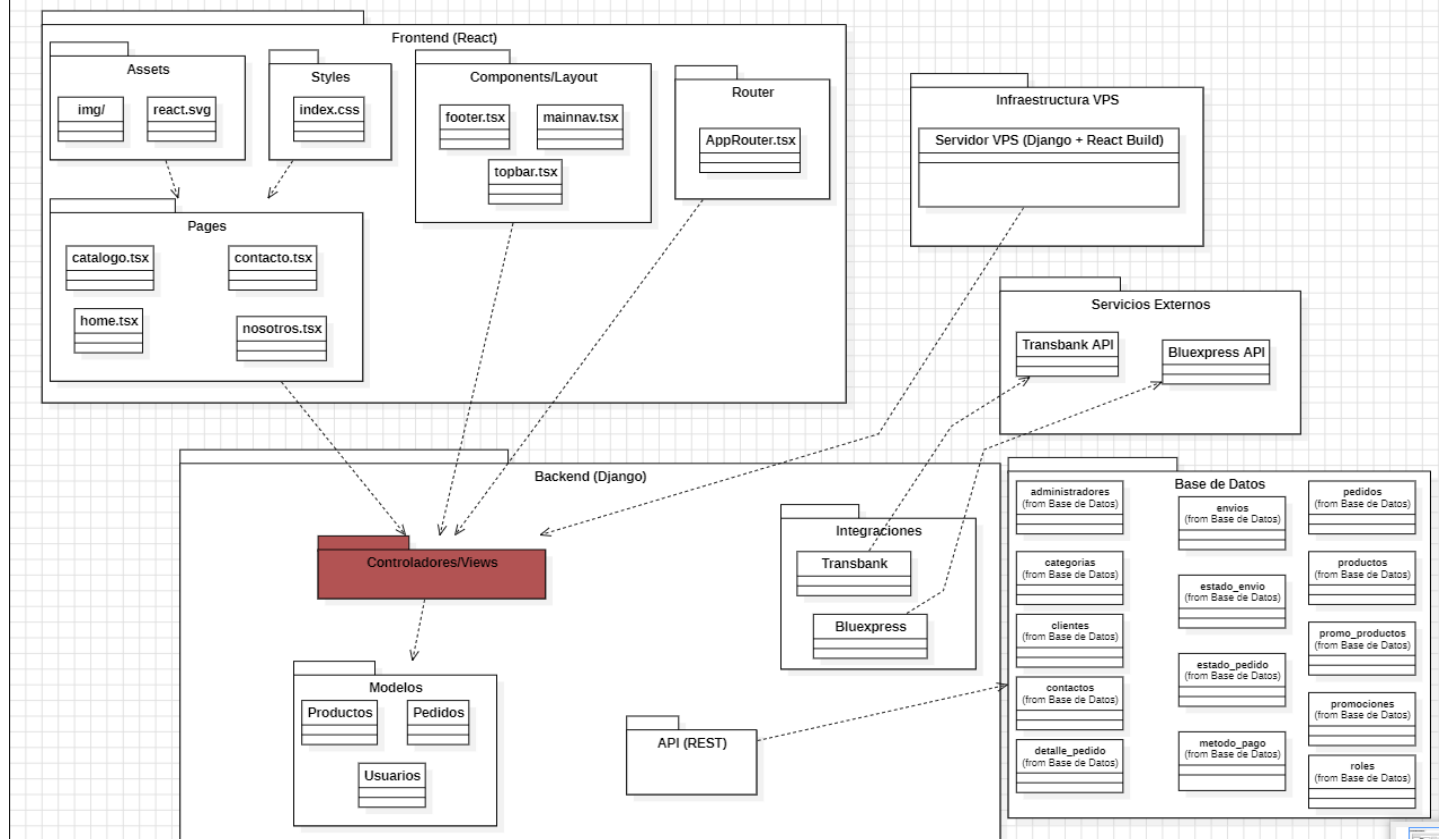 Frontend (React)
Assets
img/
react.svg
Styles
index.css
Components/Layout
footer.tsx
mainnav.tsx
topbar.tsx
Router
AppRouter.tsx
Pages
catalogo.tsx
contacto.tsx
home.tsx
nosotros.tsx
Infraestructura VPS
Servidor VPS (Django + React Build)
Servicios Externos
Transbank API
Bluexpress API
Backend (Django)
Controladores/Views
Modelos
Productos
Pedidos
Usuarios
Integraciones
Transbank
Bluexpress
API (REST)
Base de Datos
administradores
(from Base de Datos)
categorias
(from Base de Datos)
clientes
(from Base de Datos)
contactos
(from Base de Datos)
detalle_pedido
(from Base de Datos)
envios
(from Base de Datos)
estado_envio
(from Base de Datos)
estado_pedido
(from Base de Datos)
metodo_pago
(from Base de Datos)
pedidos
(from Base de Datos)
productos
(from Base de Datos)
promo_productos
(from Base de Datos)
promociones
(from Base de Datos)
roles
(from Base de Datos)